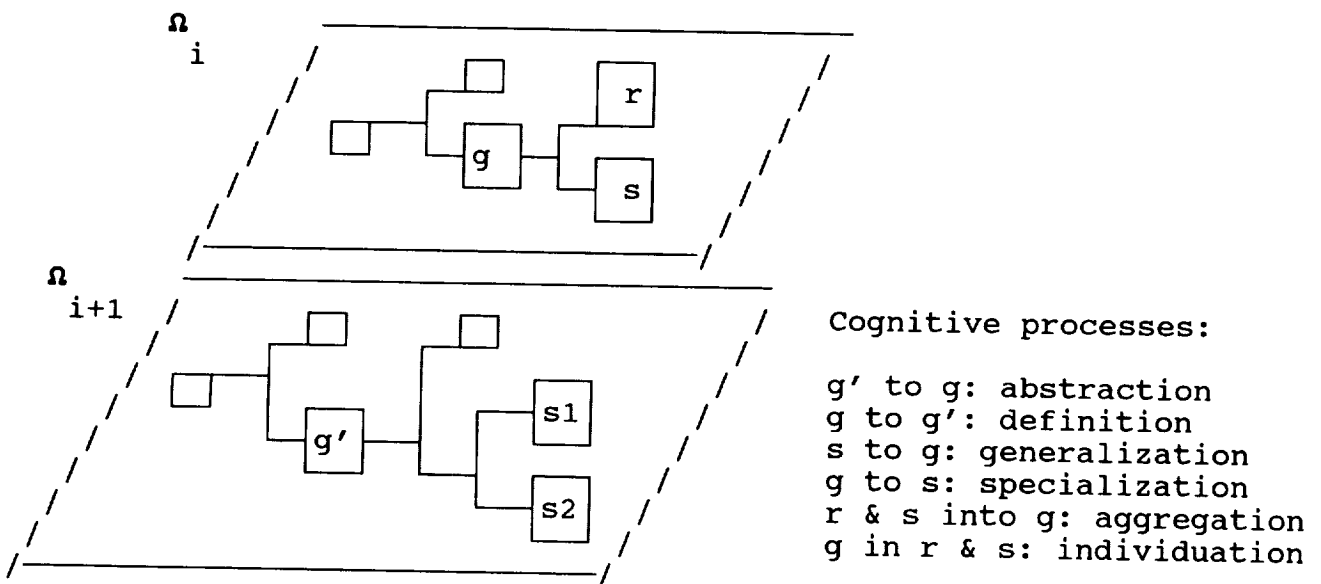 Ω
i
r
g
s
Ω
i+1
s1
g′
s2
Cognitive processes:
g′ to g: abstraction
g to g′: definition
s to g: generalization
g to s: specialization
r & s into g: aggregation
g in r & s: individuation